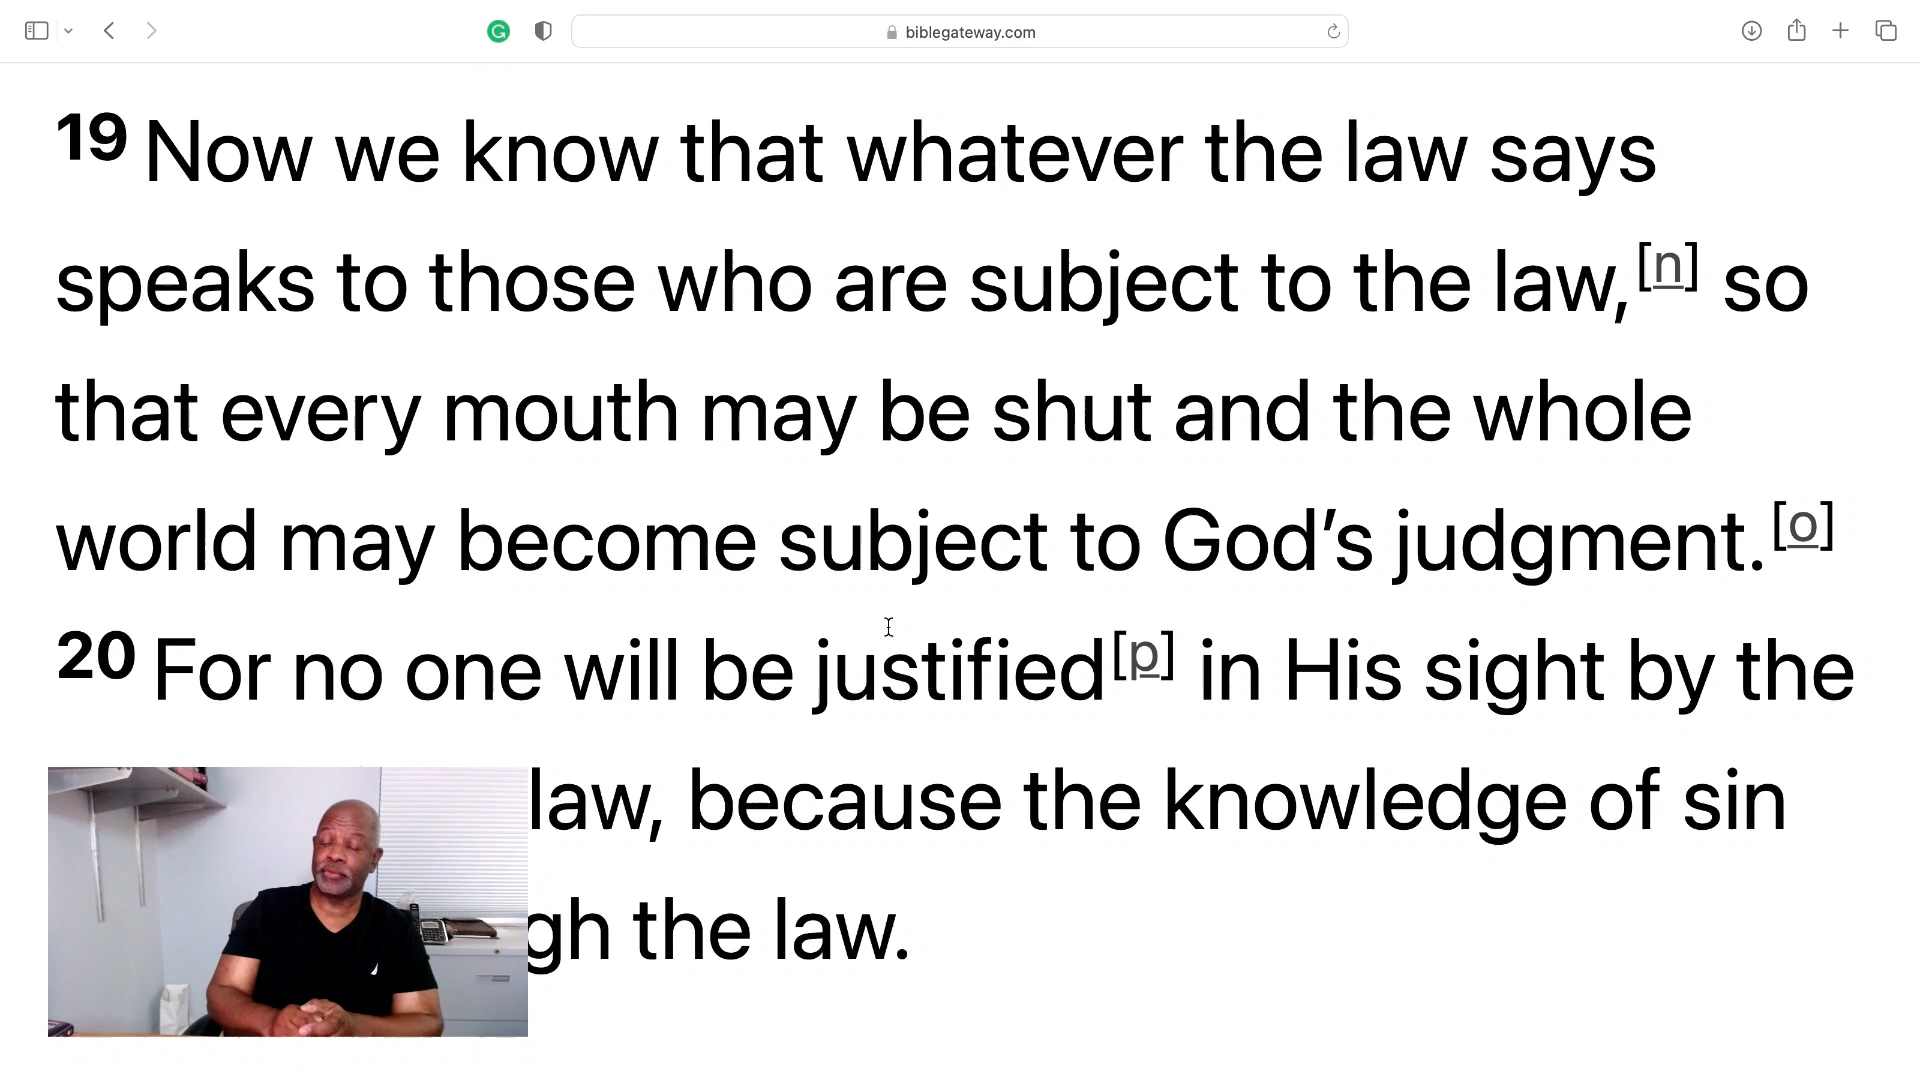 biblegateway.com
19 Now we know that whatever the law says
speaks to those who are subject to the law,[n] so
that every mouth may be shut and the whole
world may become subject to God’s judgment.[o]
20 For no one will be justified[p] in His sight by the
law, because the knowledge of sin
gh the law.